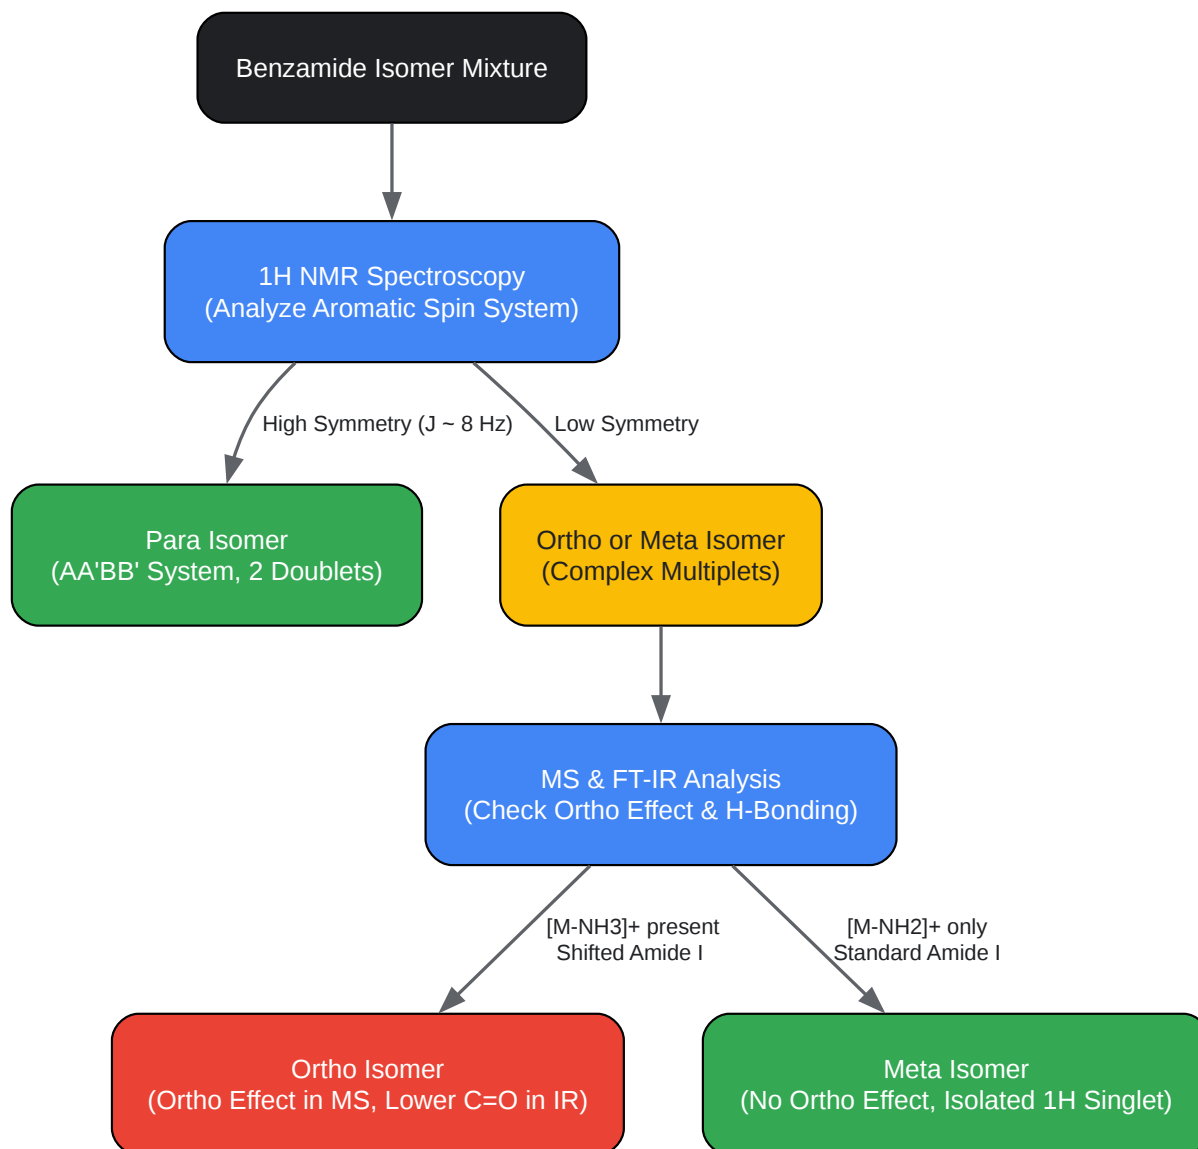 Benzamide Isomer Mixture
1H NMR Spectroscopy
(Analyze Aromatic Spin System)
High Symmetry (J ~ 8 Hz)
Low Symmetry
Para Isomer
(AA'BB' System, 2 Doublets)
Ortho or Meta Isomer
(Complex Multiplets)
MS & FT-IR Analysis
(Check Ortho Effect & H-Bonding)
[M-NH3]+ present
Shifted Amide I
[M-NH2]+ only
Standard Amide I
Ortho Isomer
(Ortho Effect in MS, Lower C=O in IR)
Meta Isomer
(No Ortho Effect, Isolated 1H Singlet)